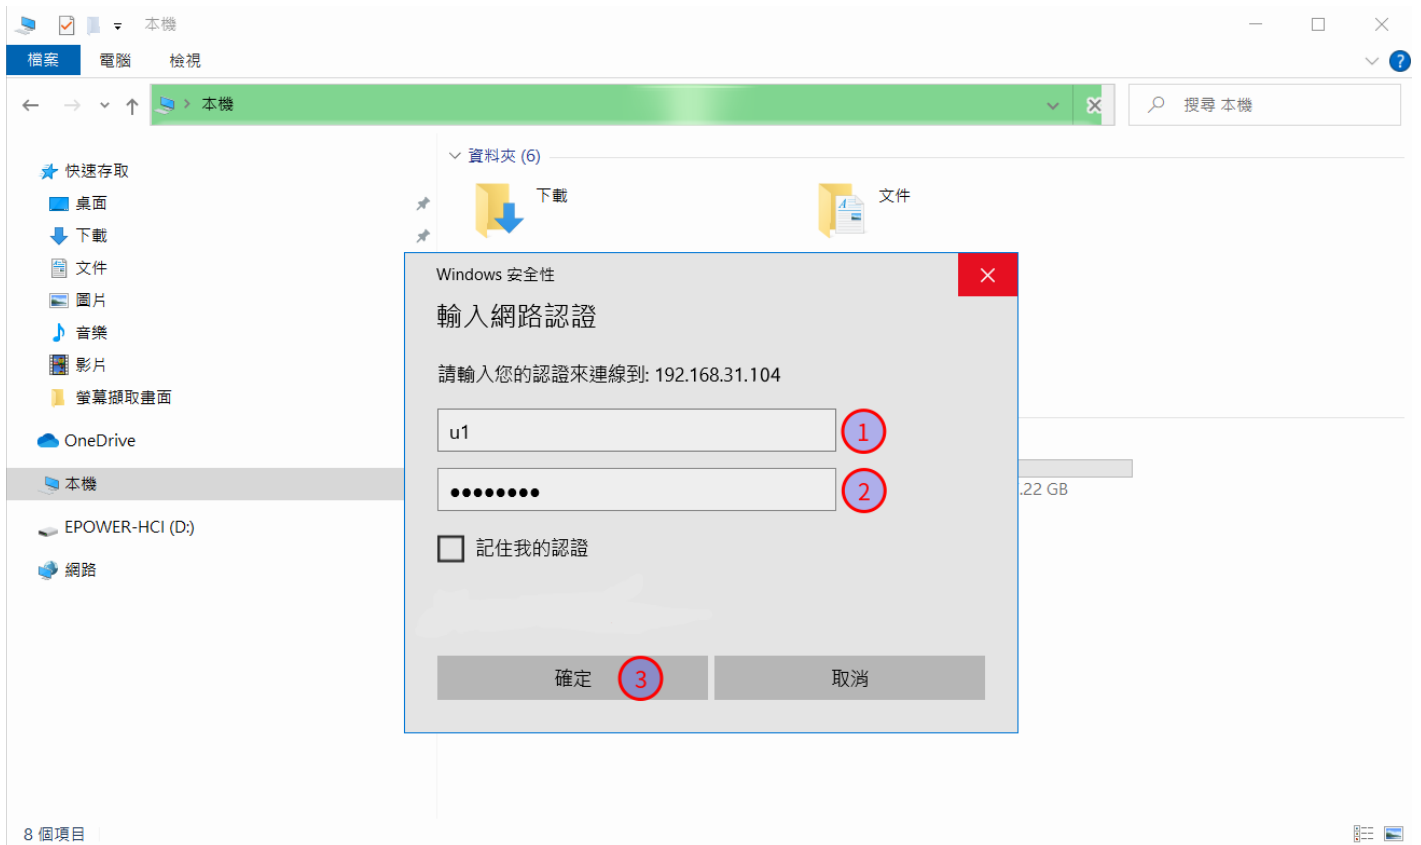 本機
檔案 電腦 檢視
本機
搜尋 本機
快速存取
桌面
下載
文件
圖片
音樂
影片
螢幕擷取畫面
OneDrive
本機
EPOWER-HCI (D:)
網路
資料夾 (6)
下載 文件
Windows 安全性
輸入網路認證
請輸入您的認證來連線到: 192.168.31.104
u1 1
●●●●●●●● 2
記住我的認證
確定 3 取消
.22 GB
8 個項目